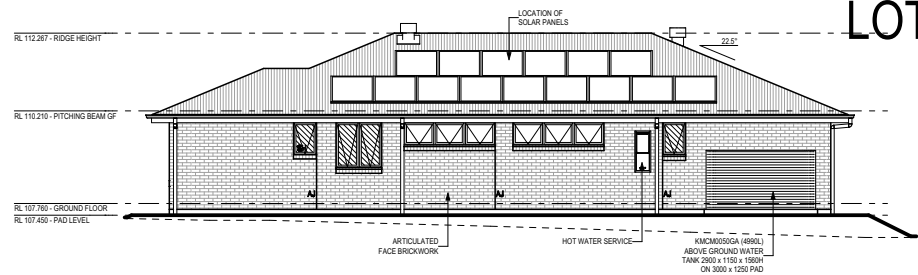 LOT
LOCATION OF
SOLAR PANELS
RL 112.267 - RIDGE HEIGHT
22.5°
RL 110.210 - PITCHING BEAM GF
AJ
AJ
AJ
RL 107.760 - GROUND FLOOR
RL 107.450 - PAD LEVEL
ARTICULATED
FACE BRICKWORK
HOT WATER SERVICE
KMCM0050GA (4990L)
ABOVE GROUND WATER
TANK 2900 x 1150 x 1560H
ON 3000 x 1250 PAD